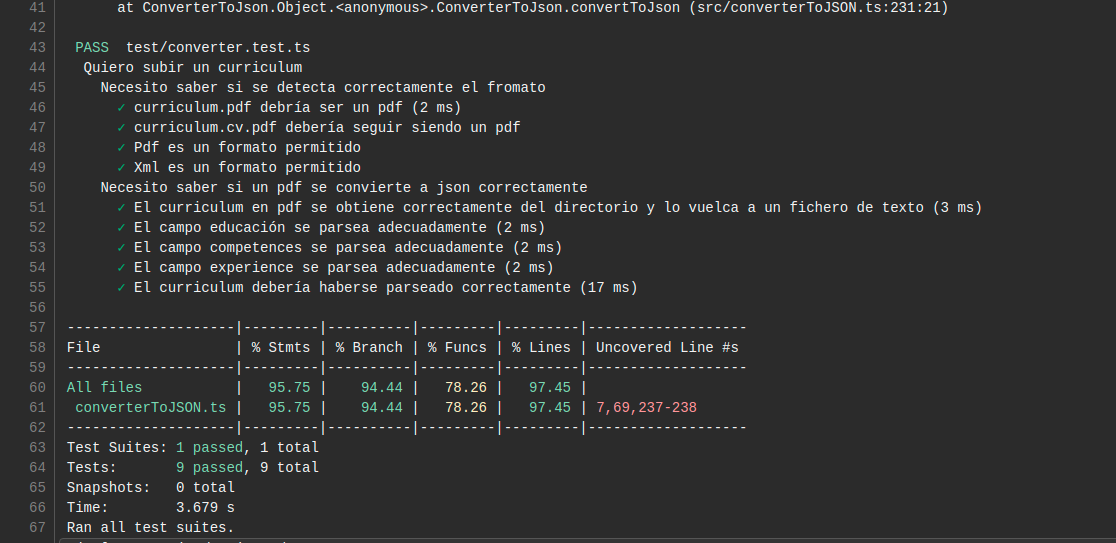 41 at ConverterToJson.Object.<anonymous>.ConverterToJson.convertToJson (src/converterToJSON.ts:231:21)
42
43 PASS test/converter.test.ts
44 Quiero subir un curriculum
45 Necesito saber si se detecta correctamente el fromato
46 ✓ curriculum.pdf debría ser un pdf (2 ms)
47 ✓ curriculum.cv.pdf debería seguir siendo un pdf
48 ✓ Pdf es un formato permitido
49 ✓ Xml es un formato permitido
50 Necesito saber si un pdf se convierte a json correctamente
51 ✓ El curriculum en pdf se obtiene correctamente del directorio y lo vuelca a un fichero de texto (3 ms)
52 ✓ El campo educación se parsea adecuadamente (2 ms)
53 ✓ El campo competences se parsea adecuadamente (2 ms)
54 ✓ El campo experience se parsea adecuadamente (2 ms)
55 ✓ El curriculum debería haberse parseado correctamente (17 ms)
56
57 --------------------|---------|----------|---------|---------|-------------------
58 File | % Stmts | % Branch | % Funcs | % Lines | Uncovered Line #s
59 --------------------|---------|----------|---------|---------|-------------------
60 All files | 95.75 | 94.44 | 78.26 | 97.45 |
61 converterToJSON.ts | 95.75 | 94.44 | 78.26 | 97.45 | 7,69,237-238
62 --------------------|---------|----------|---------|---------|-------------------
63 Test Suites: 1 passed, 1 total
64 Tests: 9 passed, 9 total
65 Snapshots: 0 total
66 Time: 3.679 s
67 Ran all test suites.